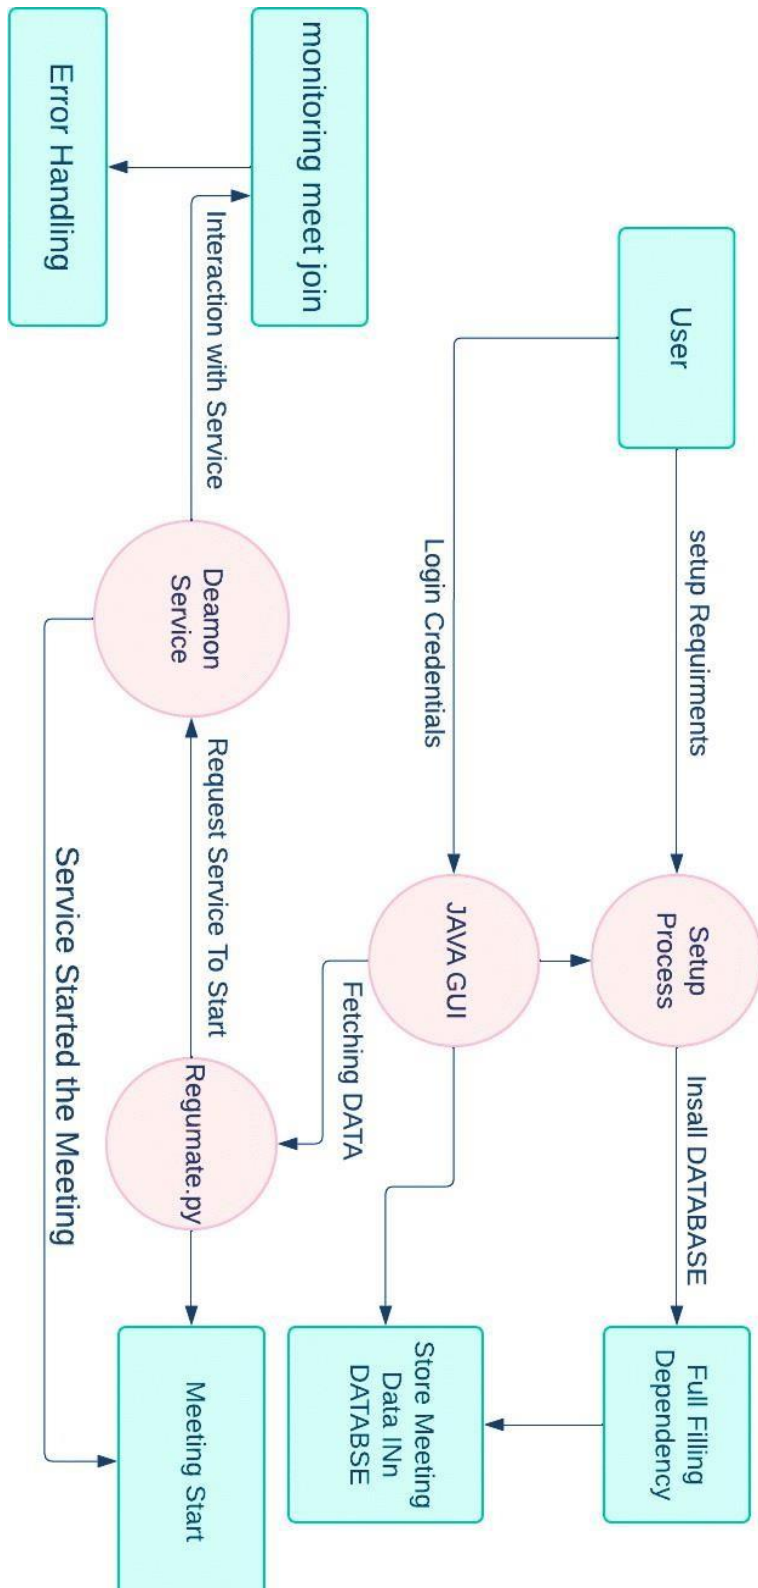 User
setup Requirments
Setup
Process
Insall DATABASE
Full Filling
Dependency
Login Credentials
JAVA GUI
Store Meeting
Data INn
DATABSE
Fetching DATA
monitoring meet join
Interaction with Service
Deamon
Service
Request Service To Start
Regumate.py
Meeting Start
Error Handling
Service Started the Meeting